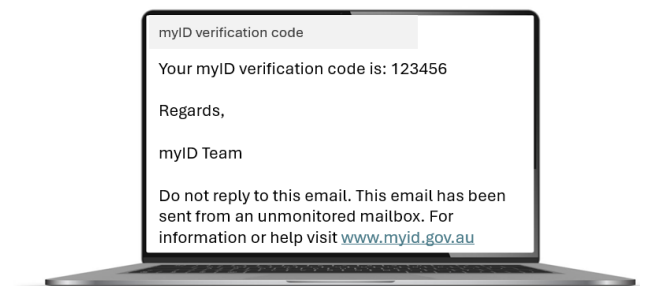 myID verification code
Your myID verification code is: 123456
Regards,
myID Team
Do not reply to this email. This email has been
sent from an unmonitored mailbox. For
information or help visit www.myid.gov.au